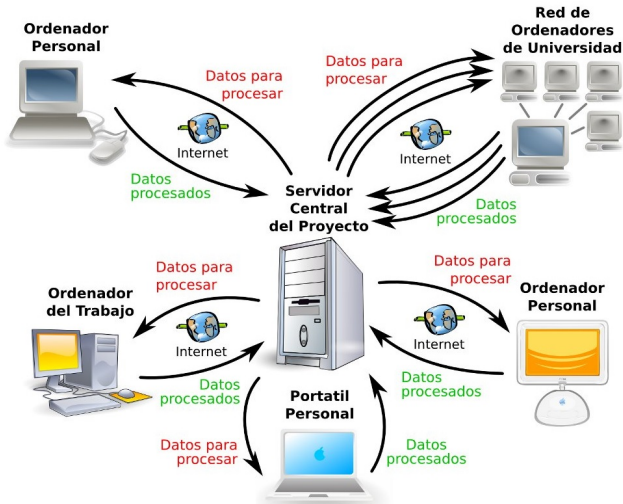 Ordenador
Personal
Datos para
procesar
Internet
Datos
procesados
Red de
Ordenadores
de Universidad
Datos para
procesar
Internet
Datos
procesados
Servidor
Central
del Proyecto
Ordenador
del Trabajo
Datos para
procesar
Internet
Datos
procesados
Datos para
procesar
Ordenador
Personal
Internet
Datos
procesados
Portatil
Personal
Datos para
procesar
Datos
procesados